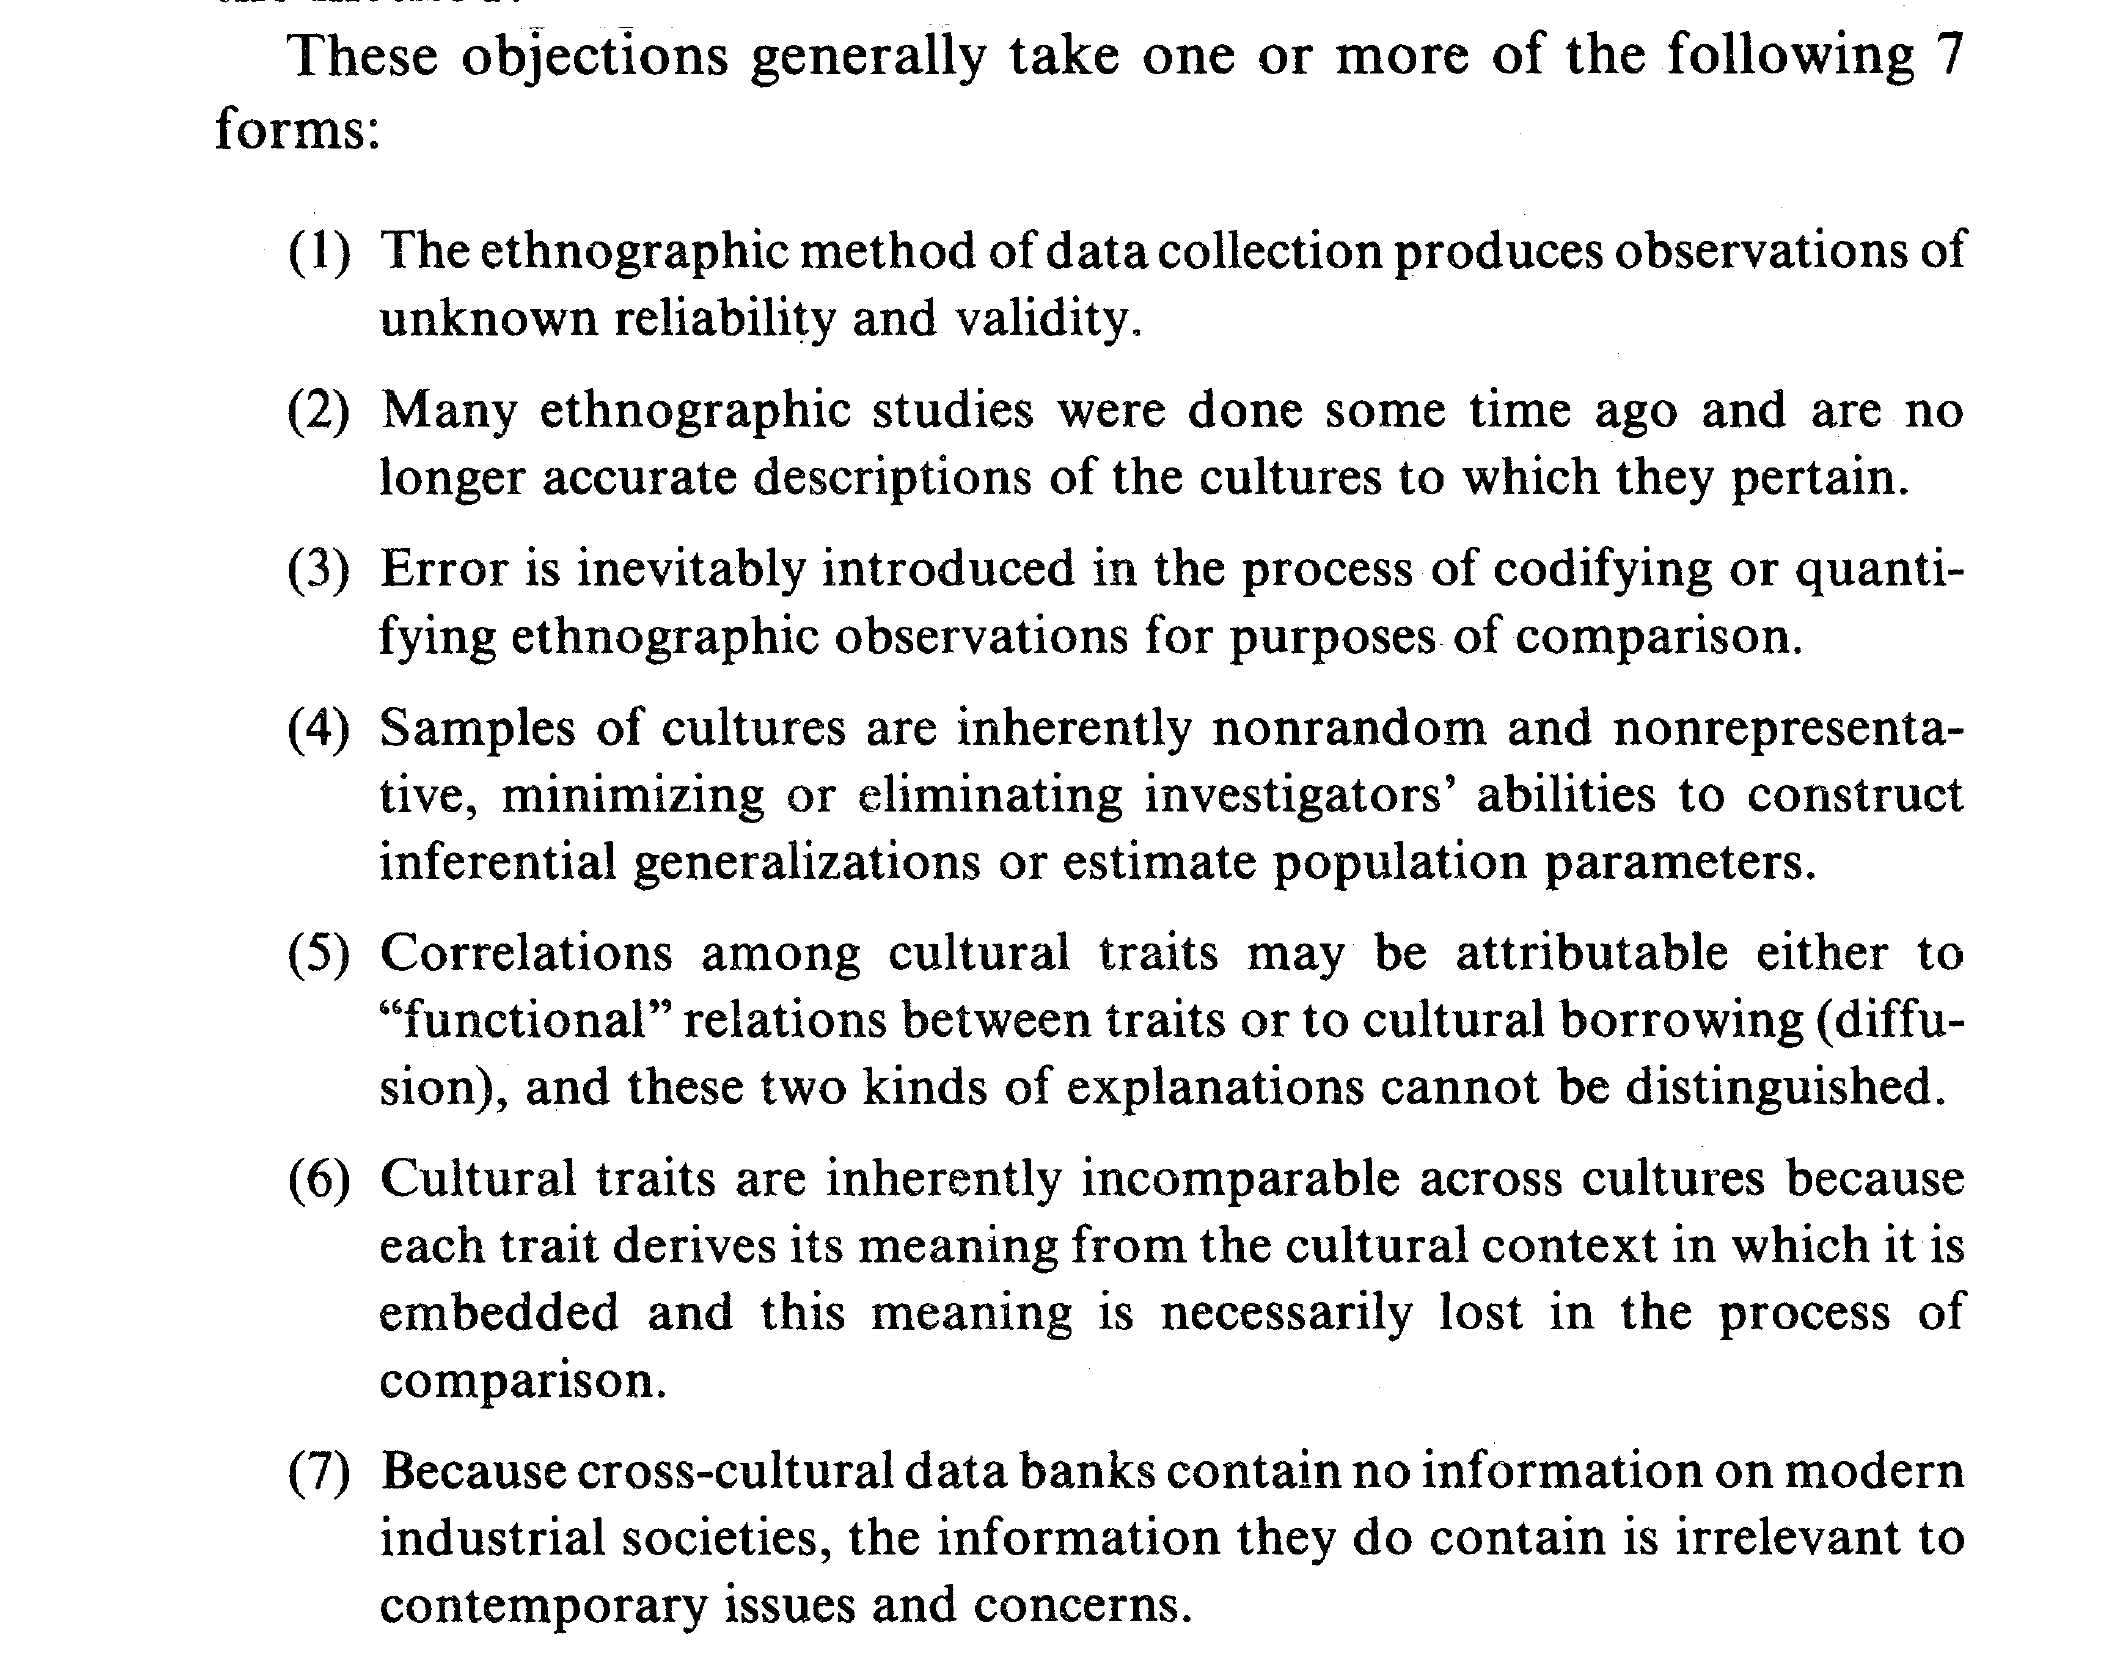 These objections generally take one or more of the following 7
forms:
(1) The ethnographic method of data collection produces observations of
unknown reliability and validity.
(2) Many ethnographic studies were done some time ago and are no
longer accurate descriptions of the cultures to which they pertain.
(3) Error is inevitably introduced in the process of codifying or quanti-
fying ethnographic observations for purposes of comparison.
(4) Samples of cultures are inherently nonrandom and nonrepresenta-
tive, minimizing or eliminating investigators’ abilities to construct
inferential generalizations or estimate population parameters.
(5) Correlations among cultural traits may be attributable either to
“functional” relations between traits or to cultural borrowing (diffu-
sion), and these two kinds of explanations cannot be distinguished.
(6) Cultural traits are inherently incomparable across cultures because
each trait derives its meaning from the cultural context in which it is
embedded and this meaning is necessarily lost in the process of
comparison.
(7) Because cross-cultural data banks contain no information on modern
industrial societies, the information they do contain is irrelevant to
contemporary issues and concerns.